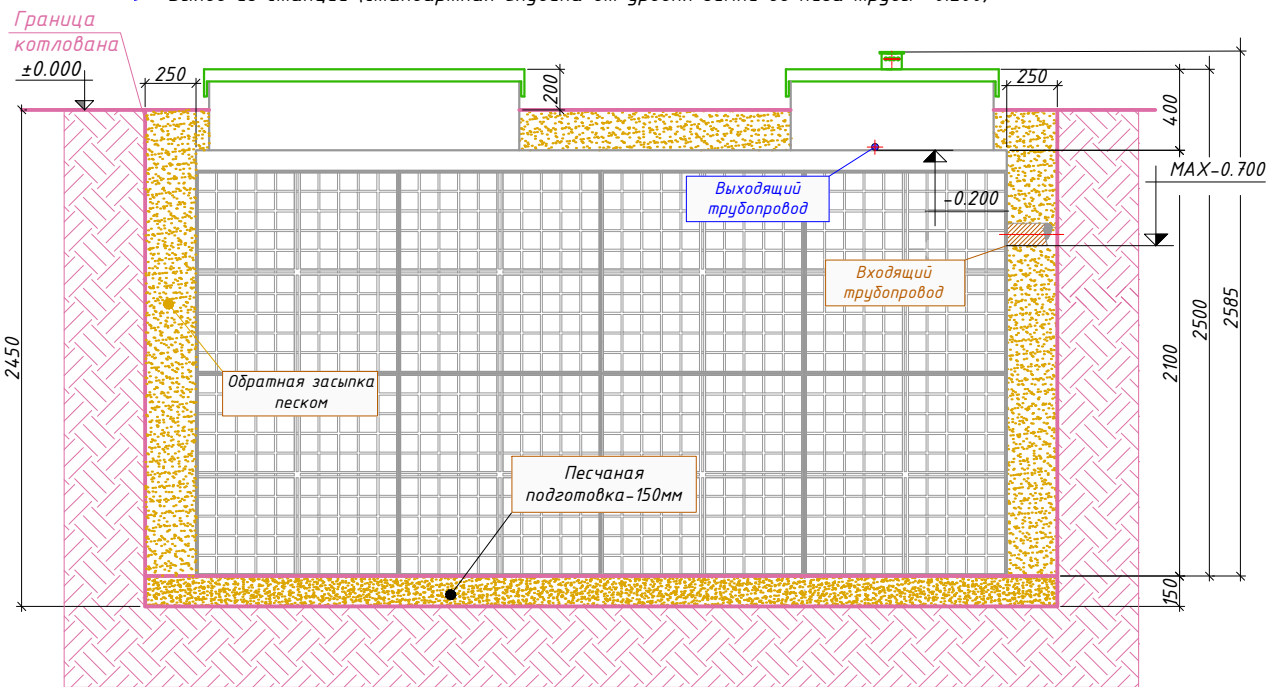 Граница
котлована
±0.000
250
200
250
400
MAX-0.700
Выходящий
трубопровод
-0.200
Входящий
трубопровод
2450
2100
2500
2585
Обратная засыпка
песком
Песчаная
подготовка-150мм
150